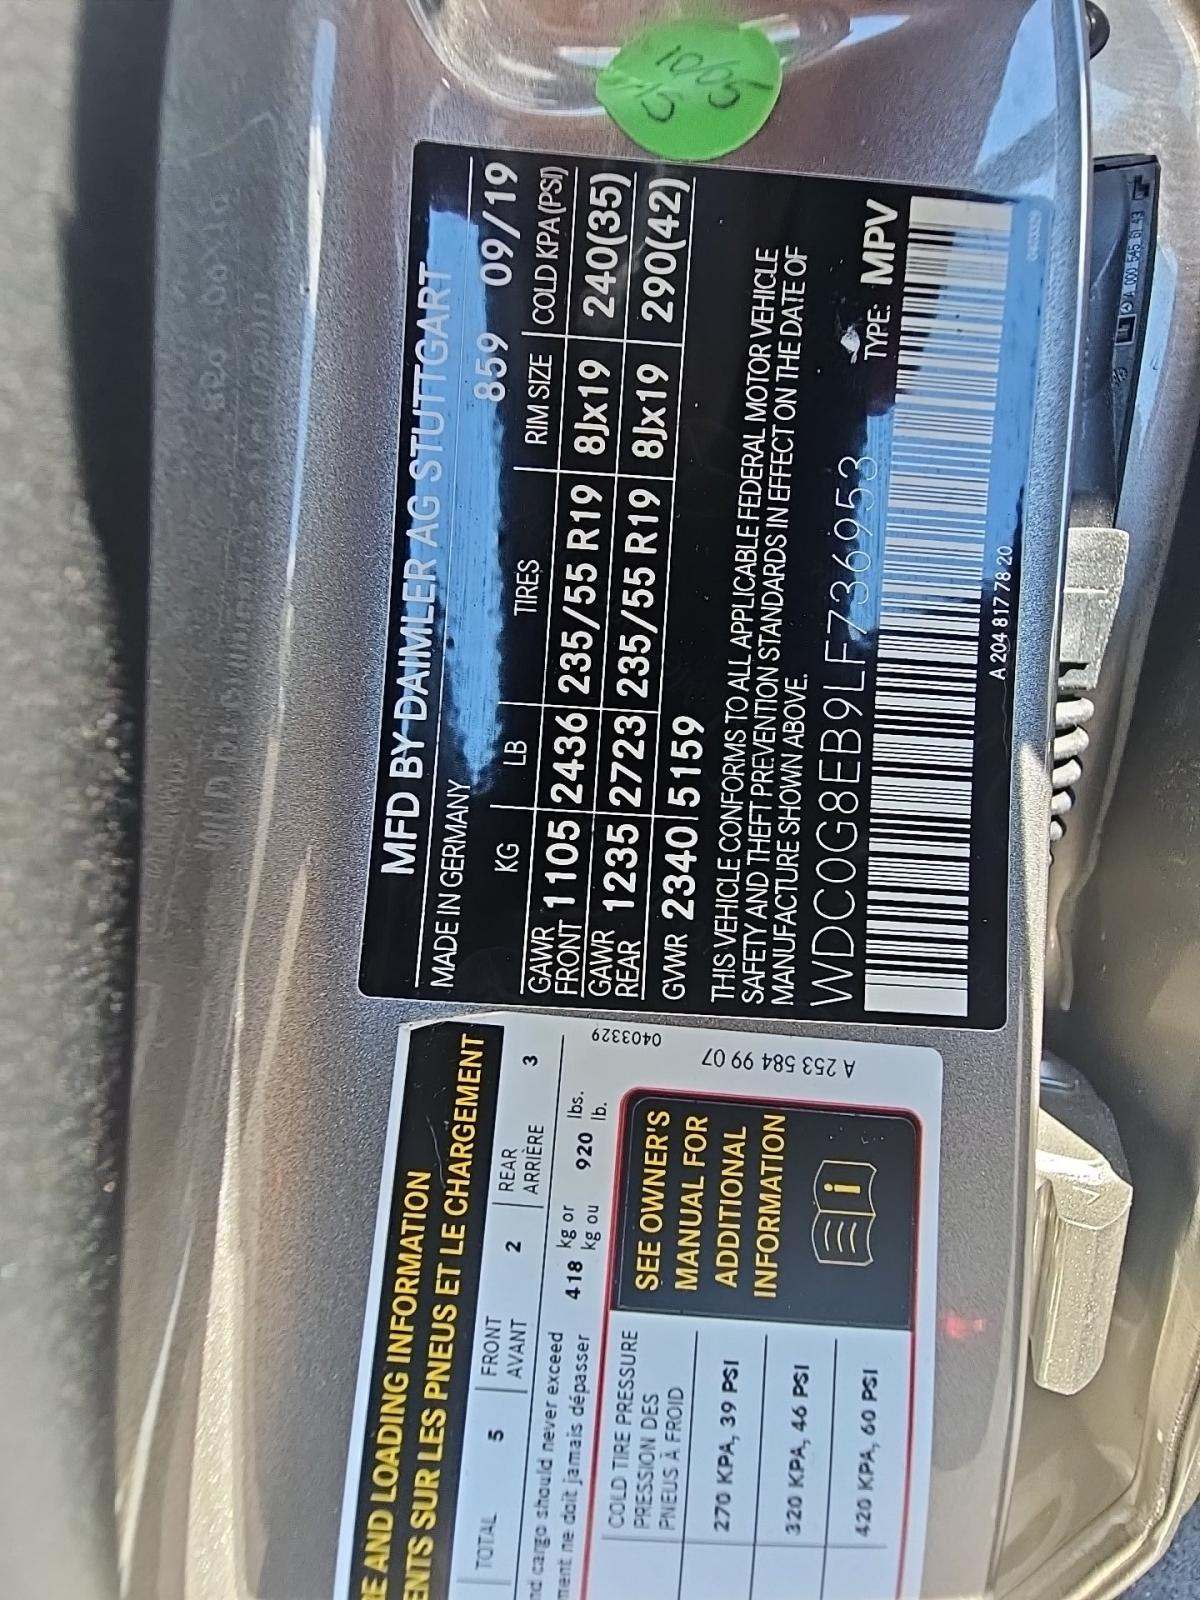 MFD BY DAIMLER AG STUTTGART
MADE IN GERMANY 859 09/19
KG LB TIRES RIM SIZE COLD KPA(PSI)
GAWR FRONT 1105 2436 235/55 R19 8Jx19 240(35)
GAWR REAR 1235 2723 235/55 R19 8Jx19 290(42)
GVWR 2340 5159
THIS VEHICLE CONFORMS TO ALL APPLICABLE FEDERAL MOTOR VEHICLE
SAFETY AND THEFT PREVENTION STANDARDS IN EFFECT ON THE DATE OF
MANUFACTURE SHOWN ABOVE.
WDC0G8EB9LF736953 TYPE: MPV
A 204 817 78 20
AND LOADING INFORMATION
SUR LES PNEUS ET LE CHARGEMENT
TOTAL 5 FRONT AVANT 2 REAR ARRIÈRE 3
cargo should never exceed 418 kg or 920 lbs.
ne doit jamais dépasser kg ou lb.
COLD TIRE PRESSURE
PRESSION DES
PNEUS À FROID
270 KPA, 39 PSI
320 KPA, 46 PSI
420 KPA, 60 PSI
SEE OWNER'S
MANUAL FOR
ADDITIONAL
INFORMATION
0403329
A 253 584 99 07